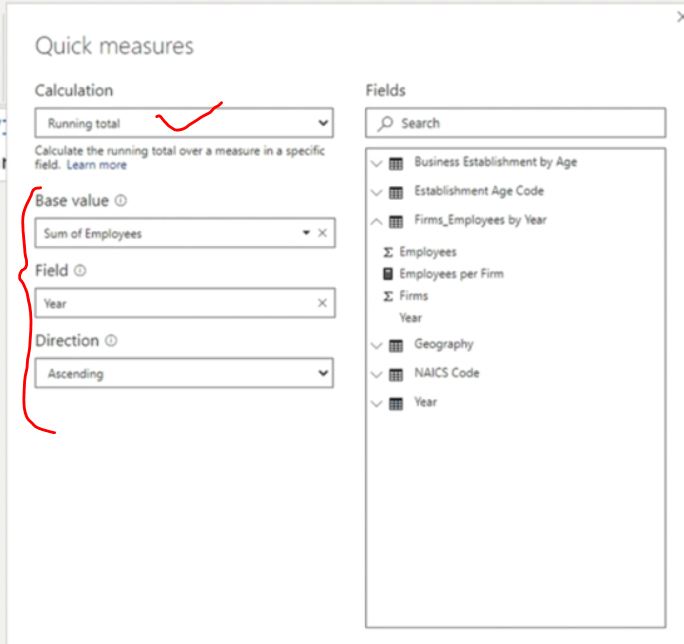 Quick measures
Calculation
Running total
Calculate the running total over a measure in a specific
field. Learn more
Base value
Sum of Employees
Field
Year
Direction
Ascending
Fields
Search
Business Establishment by Age
Establishment Age Code
Firms_Employees by Year
Employees
Employees per Firm
Firms
Year
Geography
NAICS Code
Year